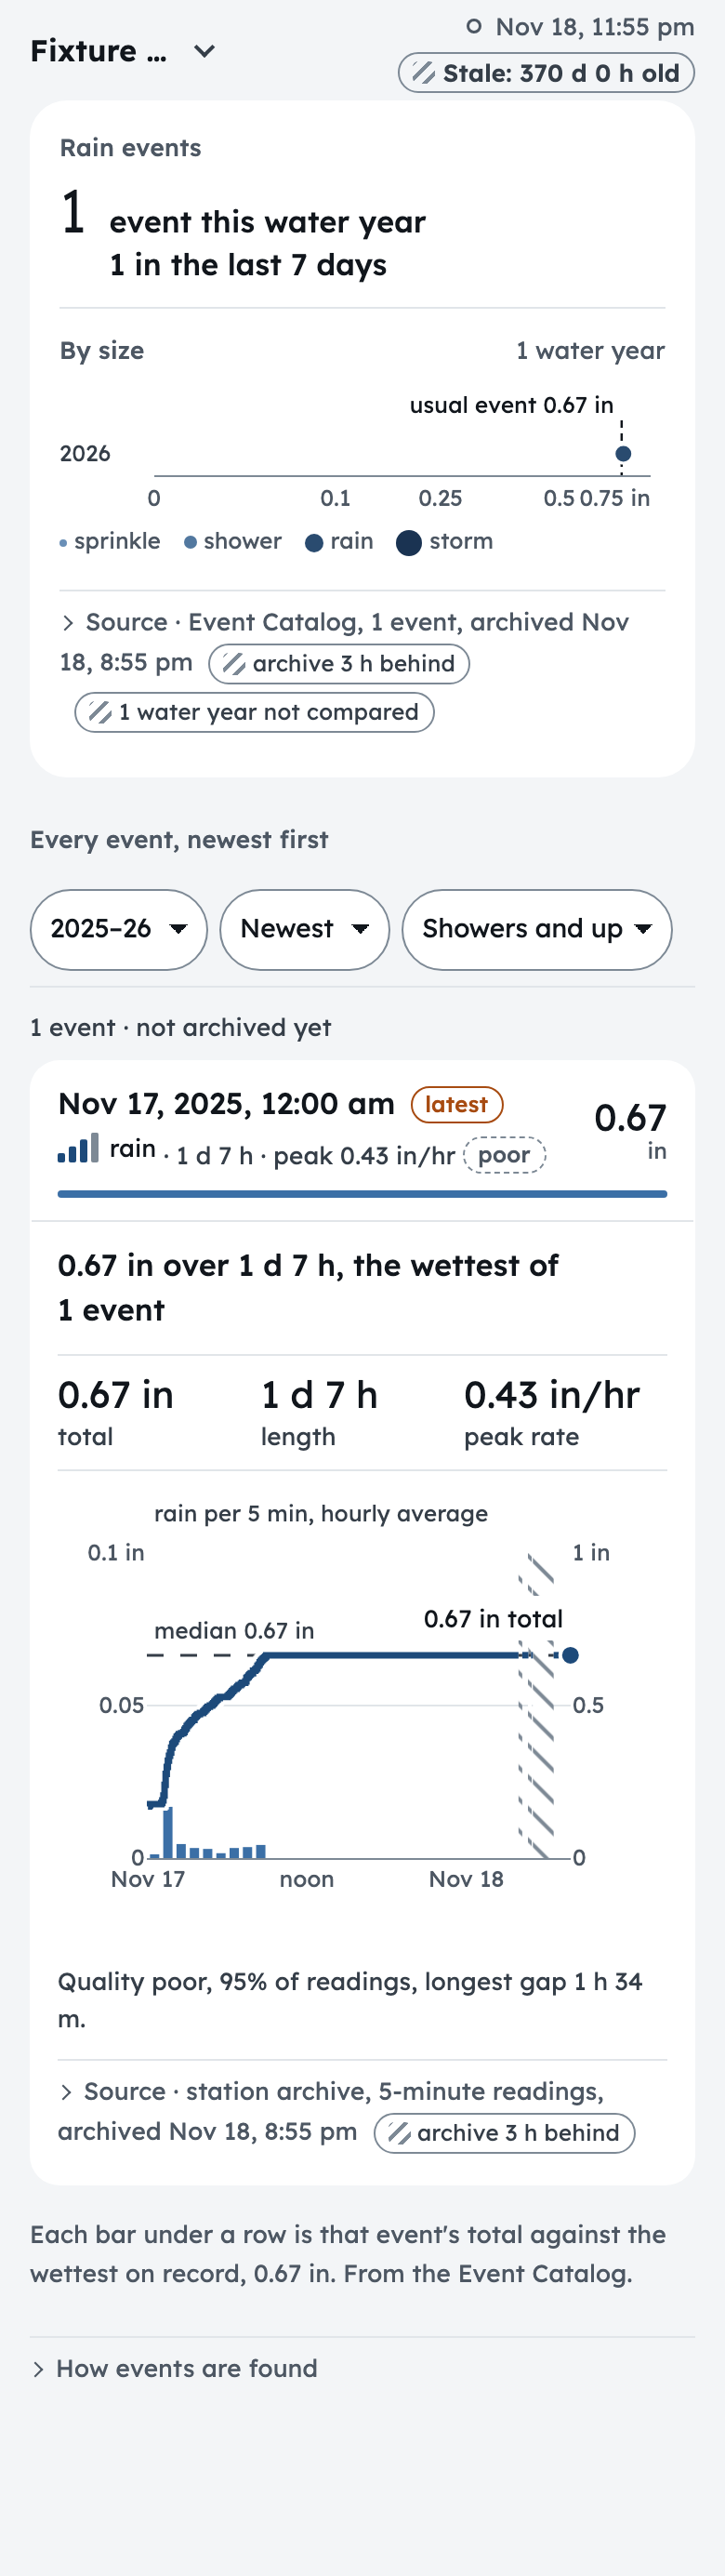 Fixture ...
Nov 18, 11:55 pm
Stale: 370 d 0 h old
Rain events
1 event this water year
1 in the last 7 days
By size 1 water year
usual event 0.67 in
2026
0 0.1 0.25 0.5 0.75 in
sprinkle shower rain storm
Source · Event Catalog, 1 event, archived Nov
18, 8:55 pm archive 3 h behind
1 water year not compared
Every event, newest first
2025–26 Newest Showers and up
1 event · not archived yet
Nov 17, 2025, 12:00 am latest 0.67
rain · 1 d 7 h · peak 0.43 in/hr poor in
0.67 in over 1 d 7 h, the wettest of
1 event
0.67 in 1 d 7 h 0.43 in/hr
total length peak rate
rain per 5 min, hourly average
0.1 in 1 in
0.67 in total
median 0.67 in
0.05 0.5
0 0
Nov 17 noon Nov 18
Quality poor, 95% of readings, longest gap 1 h 34
m.
Source · station archive, 5-minute readings,
archived Nov 18, 8:55 pm archive 3 h behind
Each bar under a row is that event's total against the
wettest on record, 0.67 in. From the Event Catalog.
How events are found